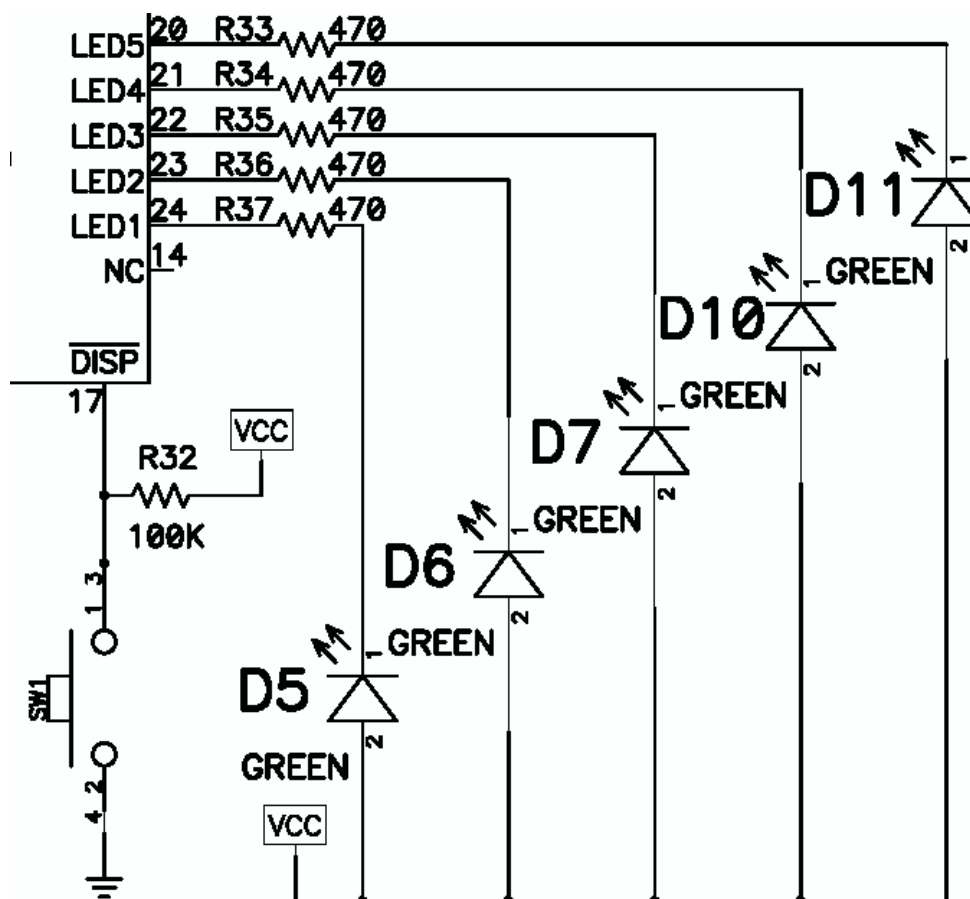 LED5 20 R33 470
LED4 21 R34 470
LED3 22 R35 470
LED2 23 R36 470
LED1 24 R37 470
NC 14
DISP
17
VCC
R32
100K
3
1
SW1
2
4
D11
1
2
GREEN
D10
1
2
GREEN
D7
1
2
GREEN
D6
1
2
GREEN
D5
1
2
GREEN
VCC